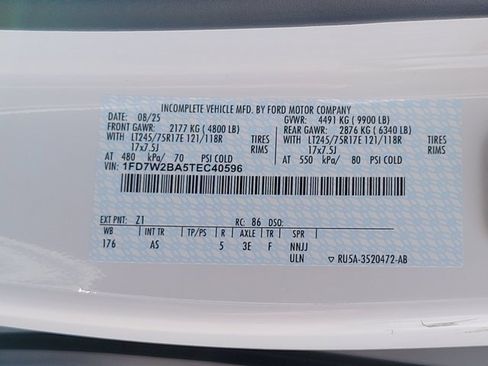 INCOMPLETE VEHICLE MFD. BY FORD MOTOR COMPANY
DATE: 08/25 GVWR: 4491 KG ( 9900 LB)
FRONT GAWR: 2177 KG ( 4800 LB) REAR GAWR: 2876 KG ( 6340 LB)
WITH LT245/75R17E 121/118R TIRES WITH LT245/75R17E 121/118R TIRES
17x7.5J RIMS 17x7.5J RIMS
AT 480 kPa/ 70 PSI COLD AT 550 kPa/ 80 PSI COLD
VIN: 1FD7W2BA5TEC40596
EXT PNT: Z1 RC: 86 DSO:
WB INT TR TP/PS R AXLE TR SPR
176 AS 5 3E F NNJJ
ULN ▽ RU5A-3520472-AB